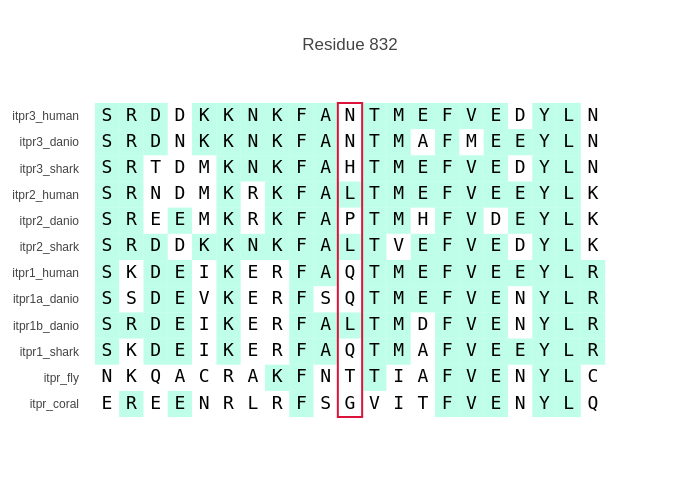 Residue 832
itpr3_human S R D D K K N K F A N T M E F V E D Y L N
itpr3_danio S R D N K K N K F A N T M A F M E E Y L N
itpr3_shark S R T D M K N K F A H T M E F V E D Y L N
itpr2_human S R N D M K R K F A L T M E F V E E Y L K
itpr2_danio S R E E M K R K F A P T M H F V D E Y L K
itpr2_shark S R D D K K N K F A L T V E F V E D Y L K
itpr1_human S K D E I K E R F A Q T M E F V E E Y L R
itpr1a_danio S S D E V K E R F S Q T M E F V E N Y L R
itpr1b_danio S R D E I K E R F A L T M D F V E N Y L R
itpr1_shark S K D E I K E R F A Q T M A F V E E Y L R
itpr_fly N K Q A C R A K F N T T I A F V E N Y L C
itpr_coral E R E E N R L R F S G V I T F V E N Y L Q